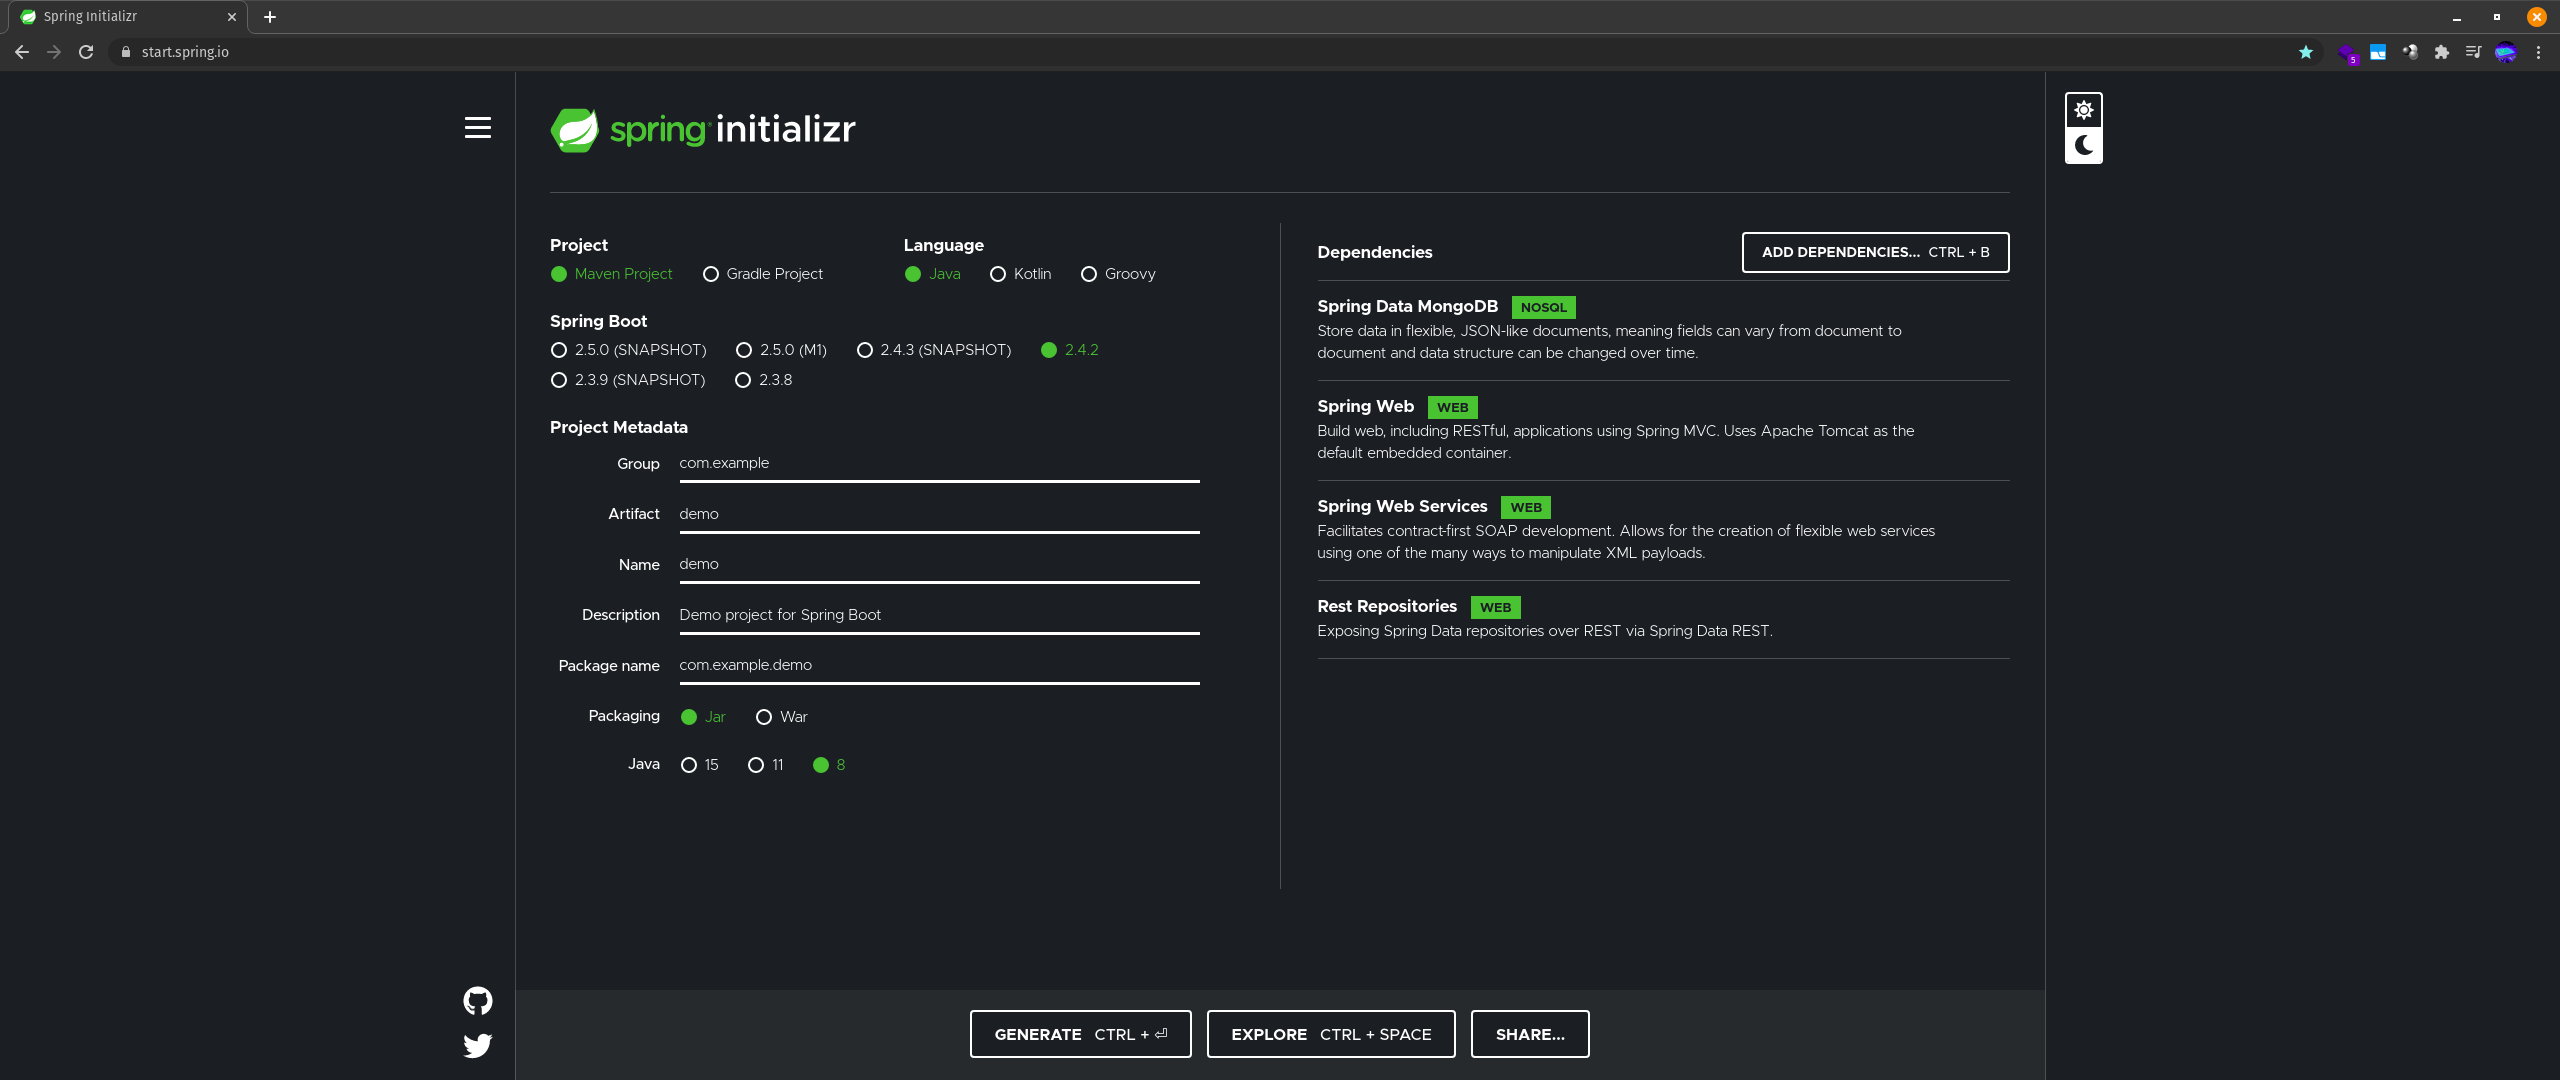 Spring Initializr
start.spring.io
5
spring initializr
Project
Maven Project Gradle Project
Language
Java Kotlin Groovy
Spring Boot
2.5.0 (SNAPSHOT) 2.5.0 (M1) 2.4.3 (SNAPSHOT) 2.4.2
2.3.9 (SNAPSHOT) 2.3.8
Project Metadata
Group com.example
Artifact demo
Name demo
Description Demo project for Spring Boot
Package name com.example.demo
Packaging Jar War
Java 15 11 8
Dependencies
ADD DEPENDENCIES... CTRL + B
Spring Data MongoDB NOSQL
Store data in flexible, JSON-like documents, meaning fields can vary from document to
document and data structure can be changed over time.
Spring Web WEB
Build web, including RESTful, applications using Spring MVC. Uses Apache Tomcat as the
default embedded container.
Spring Web Services WEB
Facilitates contract-first SOAP development. Allows for the creation of flexible web services
using one of the many ways to manipulate XML payloads.
Rest Repositories WEB
Exposing Spring Data repositories over REST via Spring Data REST.
GENERATE CTRL + ⏎
EXPLORE CTRL + SPACE
SHARE...